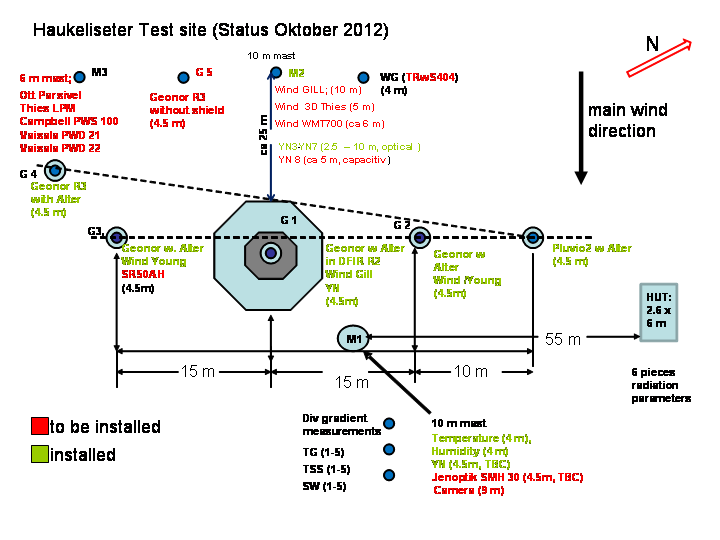 Haukeliseter Test site (Status Oktober 2012)
N
10 m mast
M3
G 5
M2
WG (TRwS404)
(4 m)
6 m mast;
Ott Parsivel
Thies LPM
Campbell PWS 100
Vaisala PWD 21
Vaisala PWD 22
Geonor R3
without shield
(4.5 m)
ca 25 m
Wind GILL; (10 m)
Wind 3D Thies (5 m)
Wind WMT700 (ca 6 m)
YN3-YN7 (2.5 – 10 m, optical )
YN 8 (ca 5 m, capacitiv)
main wind
direction
G 4
Geonor R3
with Alter
(4.5 m)
G3,
G 1
G 2
Geonor w. Alter
Wind Young
SR50AH
(4.5m)
Geonor w Alter
in DFIR R2
Wind Gill
YN
(4.5m)
Geonor w
Alter
Wind /Young
(4.5m)
Pluvio2 w Alter
(4.5 m)
HUT:
2.6 x
6 m
M1
55 m
15 m
15 m
10 m
6 pieces
radiation
parameters
to be installed
installed
Div gradient
measurements
TG (1-5)
TSS (1-5)
SW (1-5)
10 m mast
Temperature (4 m),
Humidity (4 m)
YN (4.5m, TBC)
Jenoptik SMH 30 (4.5m, TBC)
Camera (9 m)